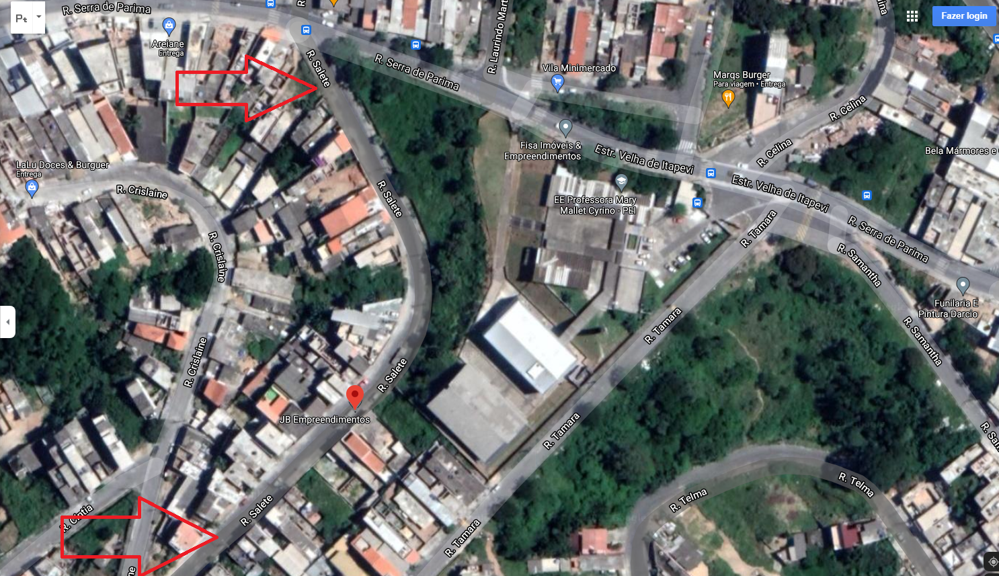 Pt
R. Serra de Parima
R
Fazer login
Areiane
Entrega
R. Salete
R. Serra de Parima
R. Laurindo Mart
Vila Minimercado
Marqs Burger
Para viagem • Entrega
R. Celina
R. Celina
Fisa Imóveis &
Empreendimentos
Estr. Velha de Itapevi
Bela Mármores e
LaLu Doces & Burguer
Entrega
R. Crislaine
R. Salete
EE Professora Mary
Mallet Cyrino - PEI
Estr. Velha de Itapevi
R. Tamara
R. Serra de Parima
R. Crislaine
R. Samantha
Funilaria E
Pintura Darcio
R. Tamara
R. Samantha
R. Crislaine
R. Salete
JB Empreendimentos
R. Tamara
R. Sam
R. Telma
R. Telma
R. Cintia
R. Salete
R. Tamara
ne